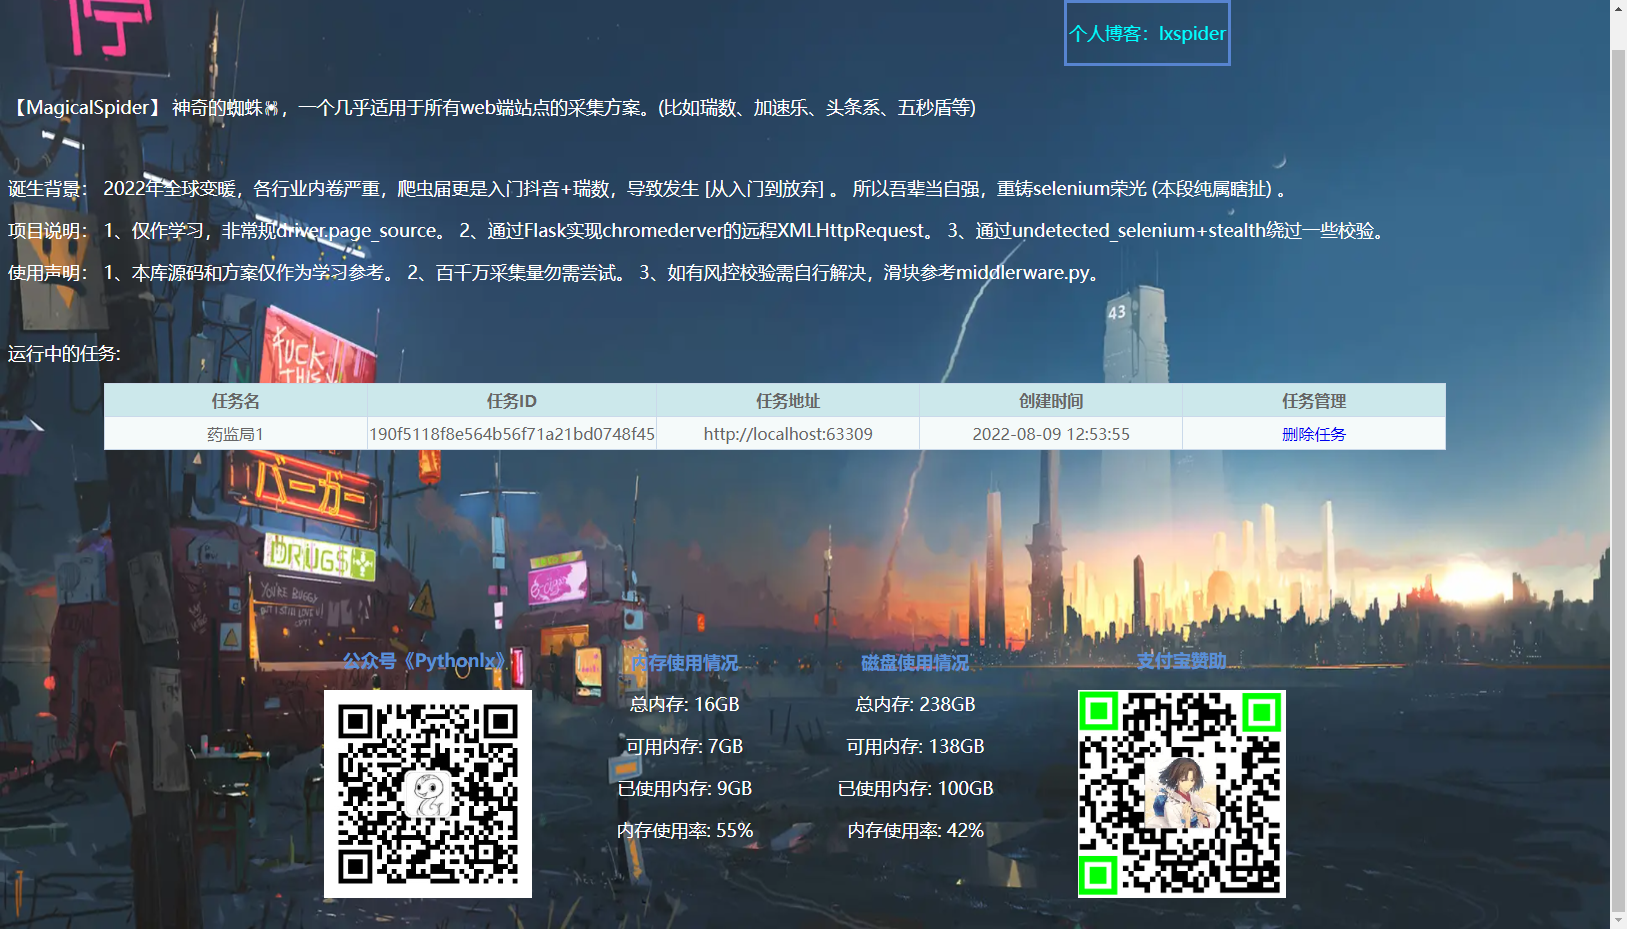 个人博客：lxspider
【MagicalSpider】 神奇的蜘蛛🕷，一个几乎适用于所有web端站点的采集方案。(比如瑞数、加速乐、头条系、五秒盾等)
诞生背景： 2022年全球变暖，各行业内卷严重，爬虫届更是入门抖音+瑞数，导致发生 [从入门到放弃] 。 所以吾辈当自强，重铸selenium荣光 (本段纯属瞎扯) 。
项目说明： 1、仅作学习，非常规driver.page_source。 2、通过Flask实现chromederver的远程XMLHttpRequest。 3、通过undetected_selenium+stealth绕过一些校验。
使用声明： 1、本库源码和方案仅作为学习参考。 2、百千万采集量勿需尝试。 3、如有风控校验需自行解决，滑块参考middlerware.py。
43
FUCK
THIS
运行中的任务:
任务名 任务ID 任务地址 创建时间 任务管理
药监局1 190f5118f8e564b56f71a21bd0748f45 http://localhost:63309 2022-08-09 12:53:55 删除任务
バーガー
DRUGS
YOU'RE BUGGY
BUT I STILL LOVE U
公众号《Pythonlx》 内存使用情况 磁盘使用情况 支付宝赞助
总内存: 16GB 总内存: 238GB
可用内存: 7GB 可用内存: 138GB
已使用内存: 9GB 已使用内存: 100GB
内存使用率: 55% 内存使用率: 42%